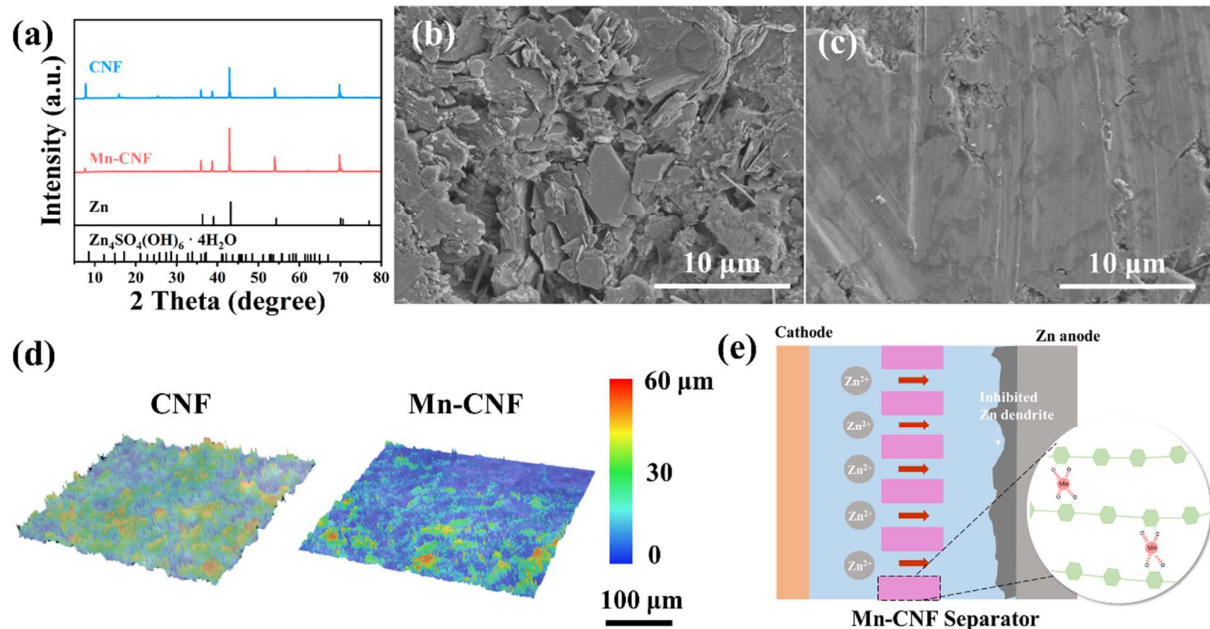 (a)
CNF
Mn-CNF
Zn
Zn₄SO₄(OH)₆ · 4H₂O
Intensity (a.u.)
5 10 20 30 40 50 60 70 80
2 Theta (degree)
(b)
10 μm
(c)
10 μm
(d)
CNF
Mn-CNF
60 μm
30
0
100 μm
(e)
Cathode
Zn anode
Zn²⁺
Zn²⁺
Zn²⁺
Zn²⁺
Zn²⁺
Inhibited
Zn dendrite
Mn
Mn
Mn-CNF Separator